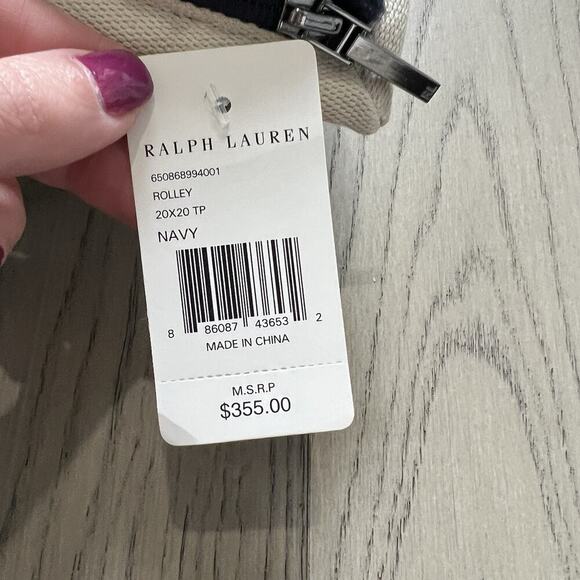 RALPH LAUREN
650868994001
ROLLEY
20X20 TP
NAVY
8 86087 43653 2
MADE IN CHINA
M.S.R.P
$355.00